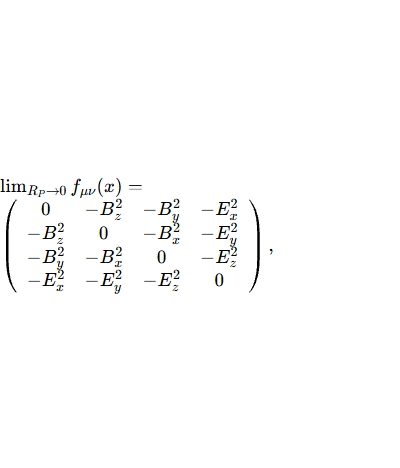 lim_{R_P→0} f_{μν}(x) =
( 0 −B_z^2 −B_y^2 −E_x^2
−B_z^2 0 −B_x^2 −E_y^2
−B_y^2 −B_x^2 0 −E_z^2
−E_x^2 −E_y^2 −E_z^2 0 ) ,